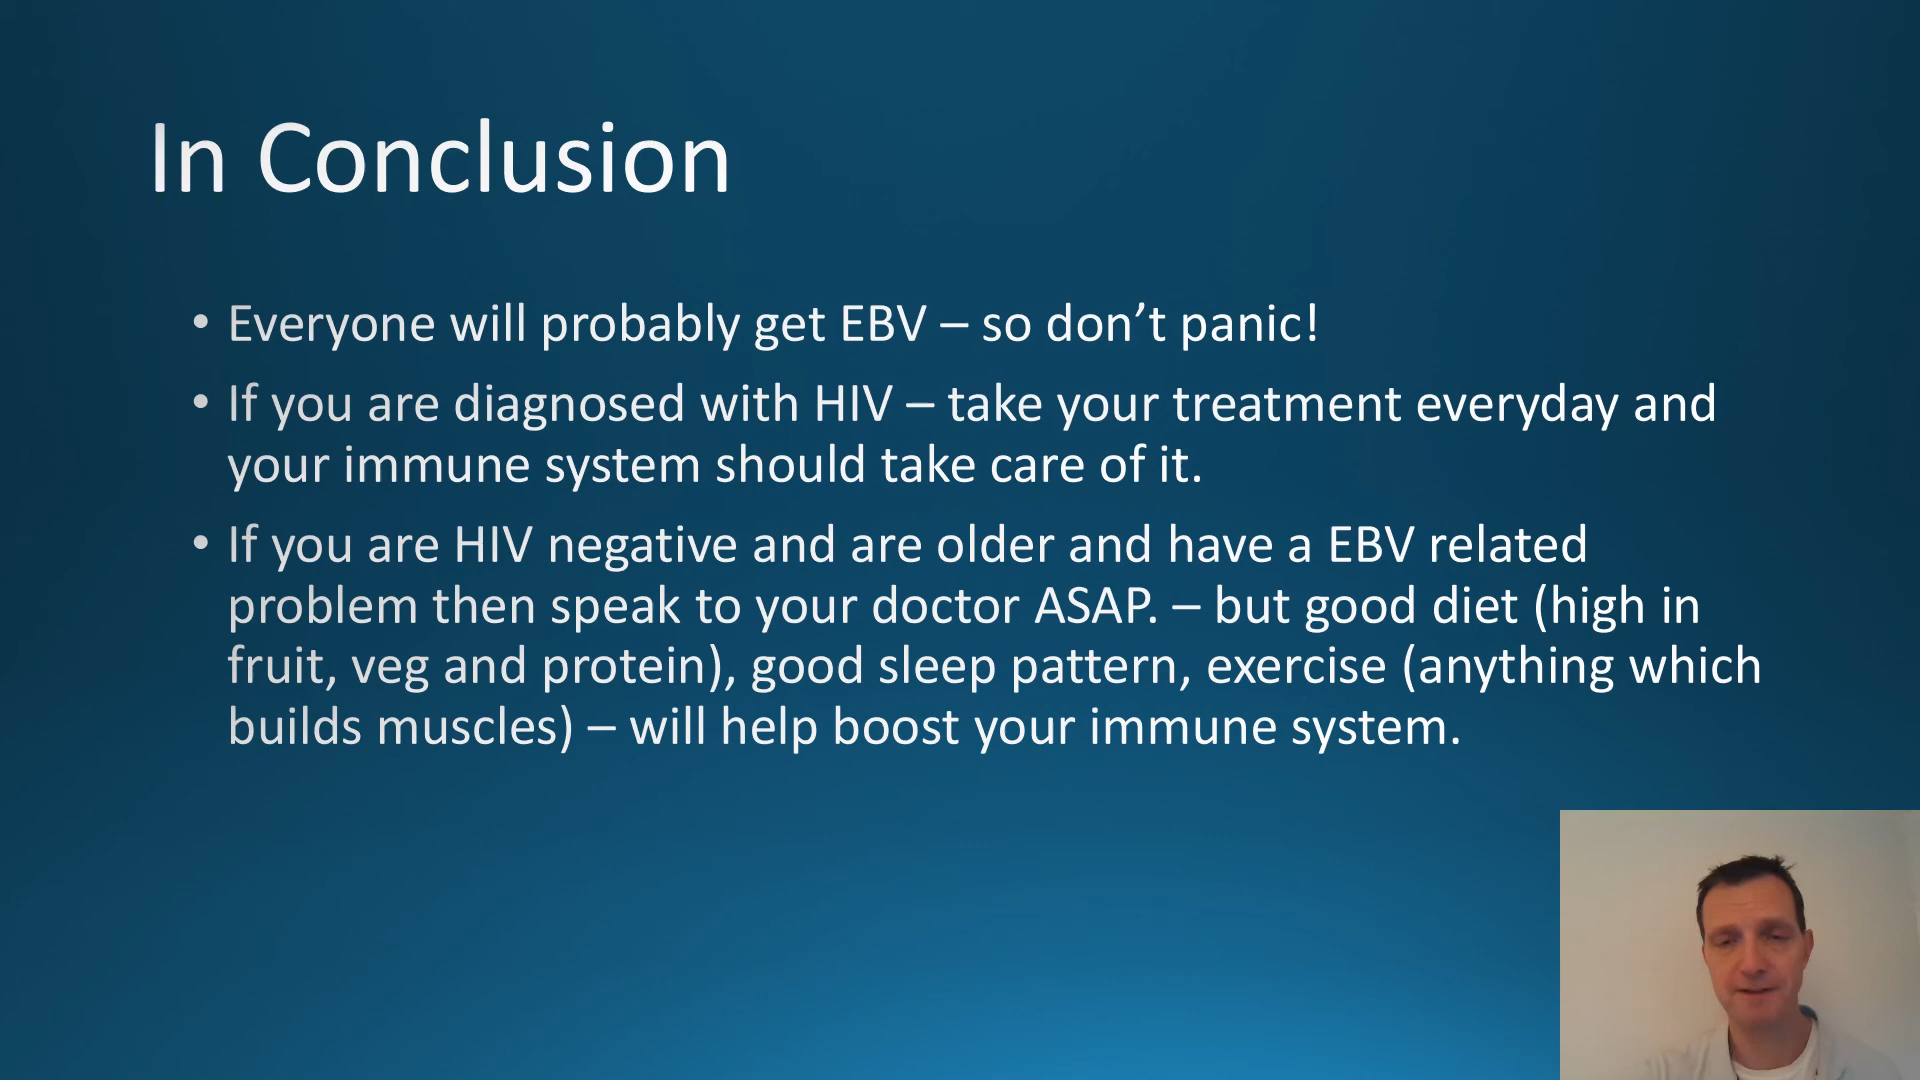 In Conclusion
• Everyone will probably get EBV – so don’t panic!
• If you are diagnosed with HIV – take your treatment everyday and
your immune system should take care of it.
• If you are HIV negative and are older and have a EBV related
problem then speak to your doctor ASAP. – but good diet (high in
fruit, veg and protein), good sleep pattern, exercise (anything which
builds muscles) – will help boost your immune system.